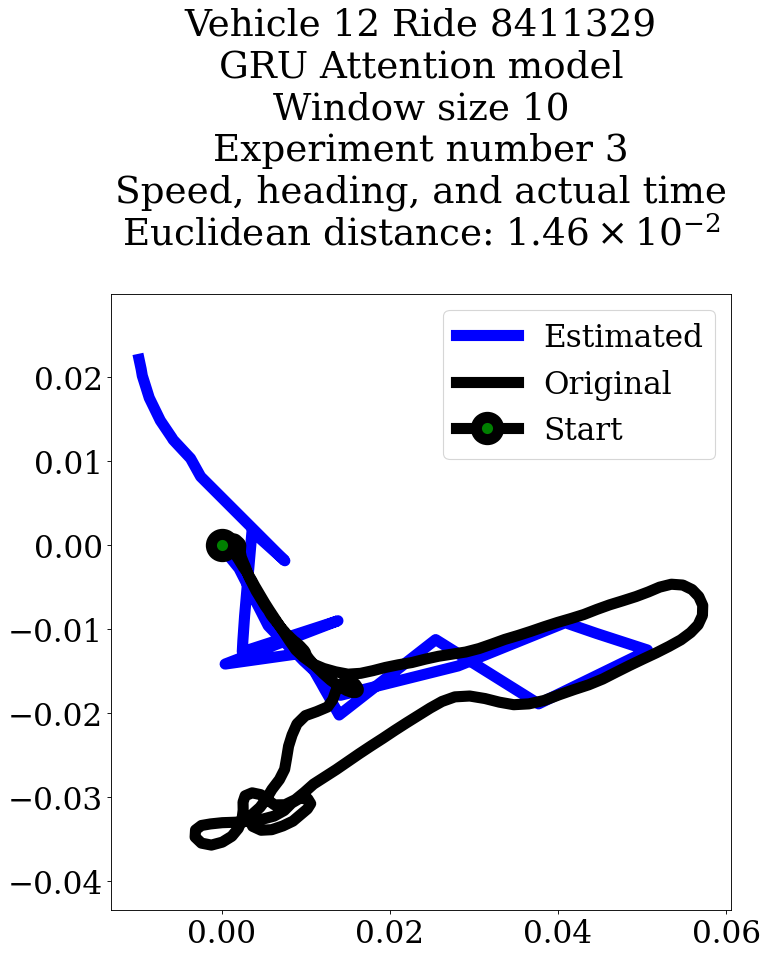 Vehicle 12 Ride 8411329
GRU Attention model
Window size 10
Experiment number 3
Speed, heading, and actual time
Euclidean distance: 1.46 × 10⁻²
Estimated
Original
Start
0.02
0.01
0.00
−0.01
−0.02
−0.03
−0.04
0.00 0.02 0.04 0.06